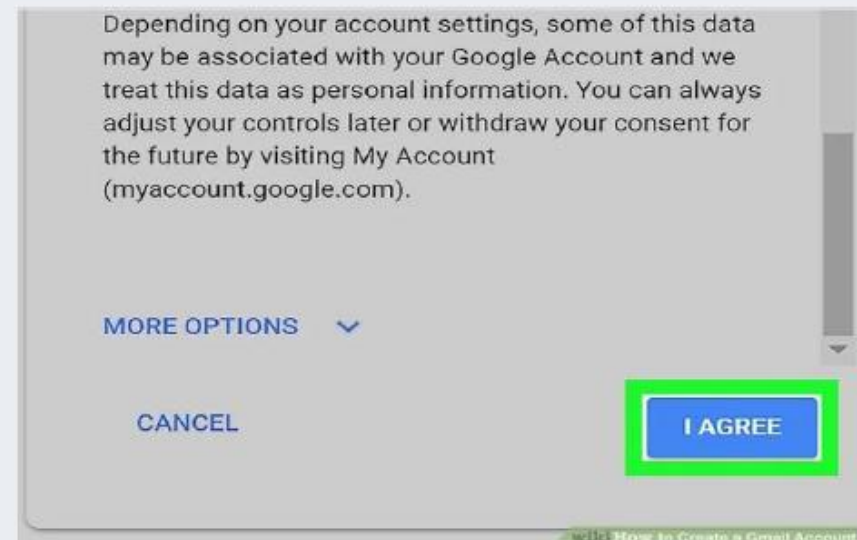 Depending on your account settings, some of this data
may be associated with your Google Account and we
treat this data as personal information. You can always
adjust your controls later or withdraw your consent for
the future by visiting My Account
(myaccount.google.com).
MORE OPTIONS
CANCEL
I AGREE
wikiHow to Create a Gmail Account